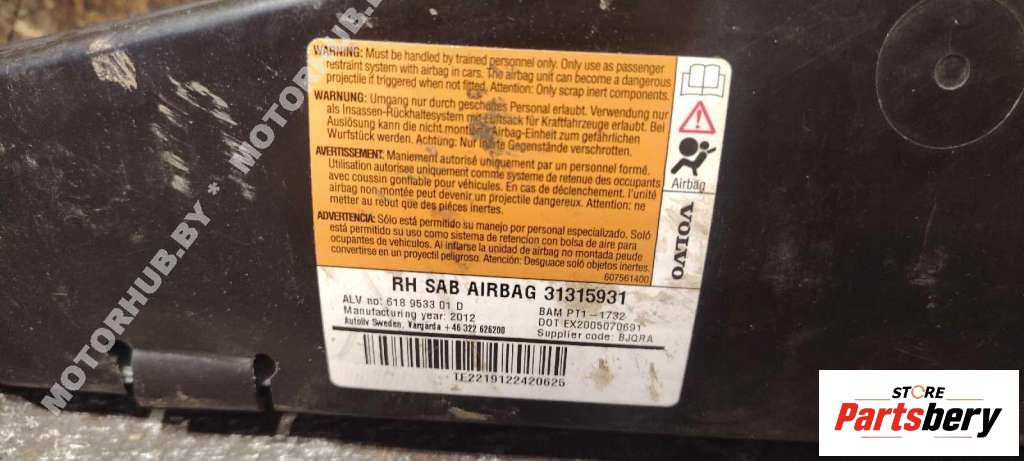 WARNING: Must be handled by trained personnel only. Only use as passenger
restraint system with airbag in cars. The airbag unit can become a dangerous
projectile if triggered when not fitted. Attention: Only scrap inert components.
WARNUNG: Umgang nur durch geschultes Personal erlaubt. Verwendung nur
als Insassen-Rückhaltesystem mit Luftsack für Kraftfahrzeuge erlaubt. Bei
Auslösung kann die nicht montierte Airbag-Einheit zum gefährlichen
Wurfstück werden. Achtung: Nur Inerte Gegenstände verschrotten.
AVERTISSEMENT: Maniement autorisé uniquement par un personnel formé.
Utilisation autorisee uniquement comme systeme de retenue des occupants
avec coussin gonflable pour véhicules. En cas de déclenchement. l'unité
airbag non-montée peut devenir un projectile dangereux. Attention: ne
mettre au rebut que des pièces inertes.
ADVERTENCIA: Sólo está permitido su manejo por personal especializado. Soló
está permitido su uso como sistema de retención con bolsa de aire para
ocupantes de vehículos. Al inflarse la unidad de airbag no montada peude
convertirse en un proyectil peligroso. Atención: Desguace soló objetos inertes.
607561400
Airbag
VOLVO
RH SAB AIRBAG 31315931
ALV no: 618 9533 01 D
BAM PT1-1732
Manufacturing year: 2012
DOT EX2005070691
Autoliv Sweden, Vargarda +46 322 626200
Supplier code: BJQRA
TE2219122420625
MOTORHUB.BY * MOTORHUB.BY
STORE
Partsbery